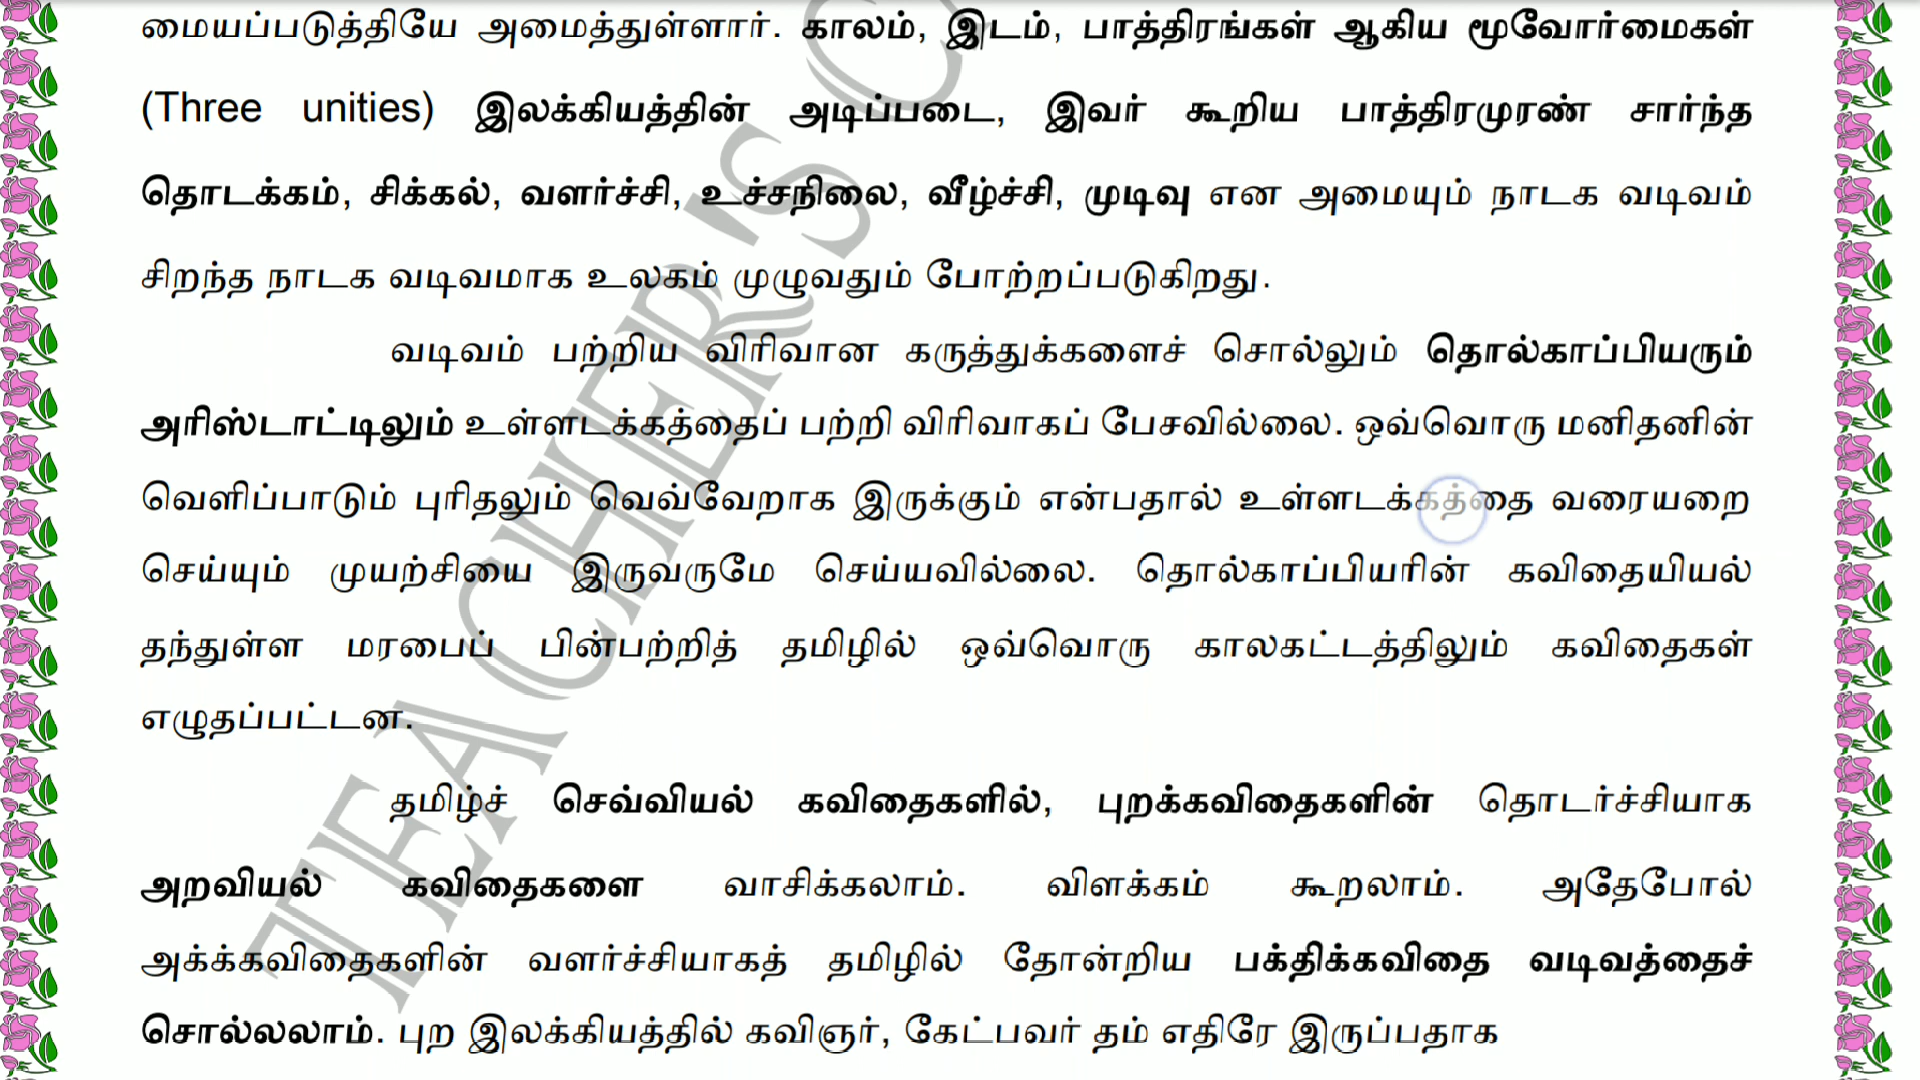 மையப்படுத்தியே அமைத்துள்ளார். காலம், இடம், பாத்திரங்கள் ஆகிய மூவோர்மைகள்
(Three unities) இலக்கியத்தின் அடிப்படை, இவர் கூறிய பாத்திரமுரண் சார்ந்த
தொடக்கம், சிக்கல், வளர்ச்சி, உச்சநிலை, வீழ்ச்சி, முடிவு என அமையும் நாடக வடிவம்
சிறந்த நாடக வடிவமாக உலகம் முழுவதும் போற்றப்படுகிறது.
வடிவம் பற்றிய விரிவான கருத்துக்களைச் சொல்லும் தொல்காப்பியரும்
அரிஸ்டாட்டிலும் உள்ளடக்கத்தைப் பற்றி விரிவாகப் பேசவில்லை. ஒவ்வொரு மனிதனின்
வெளிப்பாடும் புரிதலும் வெவ்வேறாக இருக்கும் என்பதால் உள்ளடக்கத்தை வரையறை
செய்யும் முயற்சியை இருவருமே செய்யவில்லை. தொல்காப்பியரின் கவிதையியல்
தந்துள்ள மரபைப் பின்பற்றித் தமிழில் ஒவ்வொரு காலகட்டத்திலும் கவிதைகள்
எழுதப்பட்டன.
தமிழ்ச் செவ்வியல் கவிதைகளில், புறக்கவிதைகளின் தொடர்ச்சியாக
அறவியல் கவிதைகளை வாசிக்கலாம். விளக்கம் கூறலாம். அதேபோல்
அக்க்கவிதைகளின் வளர்ச்சியாகத் தமிழில் தோன்றிய பக்திக்கவிதை வடிவத்தைச்
சொல்லலாம். புற இலக்கியத்தில் கவிஞர், கேட்பவர் தம் எதிரே இருப்பதாக
TEACHER'S C